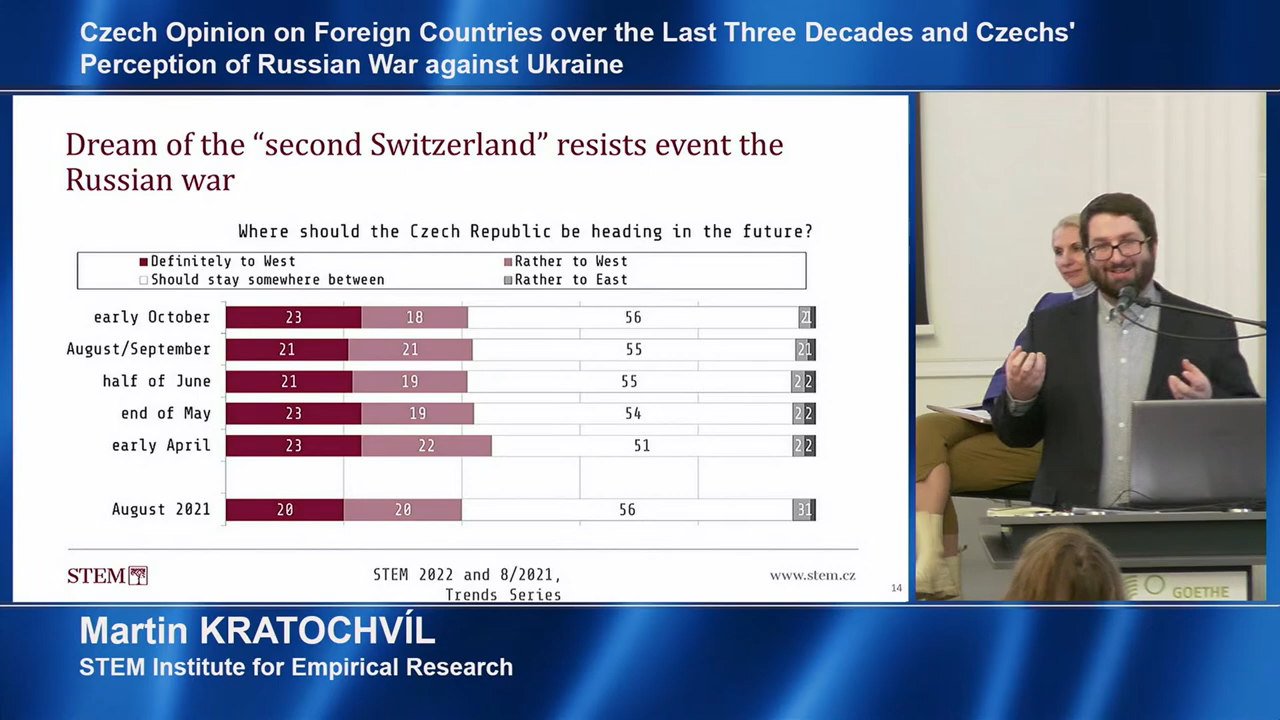 Czech Opinion on Foreign Countries over the Last Three Decades and Czechs'
Perception of Russian War against Ukraine
Dream of the “second Switzerland” resists event the
Russian war
Where should the Czech Republic be heading in the future?
Definitely to West
Rather to West
Should stay somewhere between
Rather to East
early October 23 18 56 2 1
August/September 21 21 55 2 1
half of June 21 19 55 2 2
end of May 23 19 54 2 2
early April 23 22 51 2 2
August 2021 20 20 56 3 1
STEM
STEM 2022 and 8/2021,
Trends Series
www.stem.cz
14
GOETHE
Martin KRATOCHVÍL
STEM Institute for Empirical Research